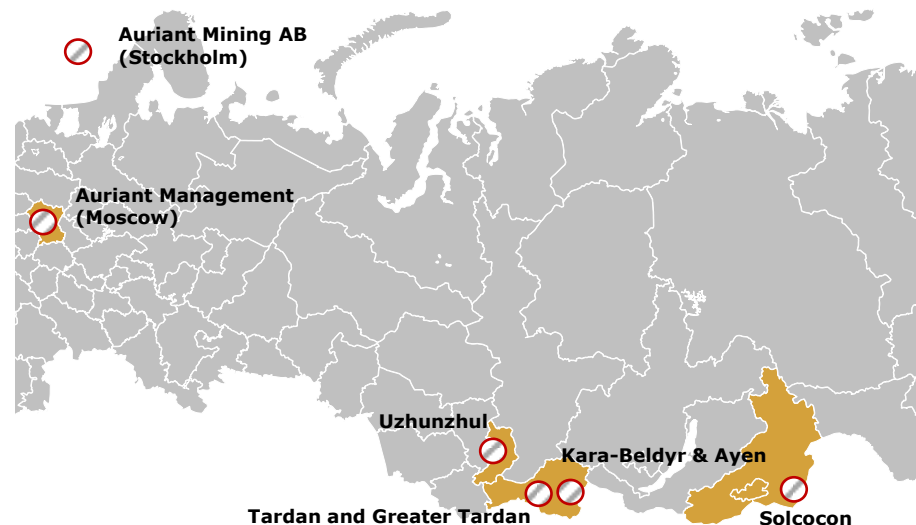 Auriant Mining AB
(Stockholm)
Auriant Management
(Moscow)
Uzhunzhul
Kara-Beldyr & Ayen
Tardan and Greater Tardan
Solcocon